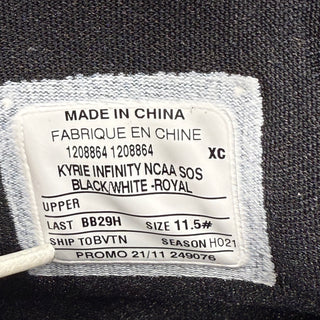 MADE IN CHINA
FABRIQUE EN CHINE
1208864 1208864 XC
KYRIE INFINITY NCAA SOS
BLACK/WHITE -ROYAL
UPPER
LAST BB29H SIZE 11.5#
SHIP TOBVTN SEASON HO21
PROMO 21/11 249076